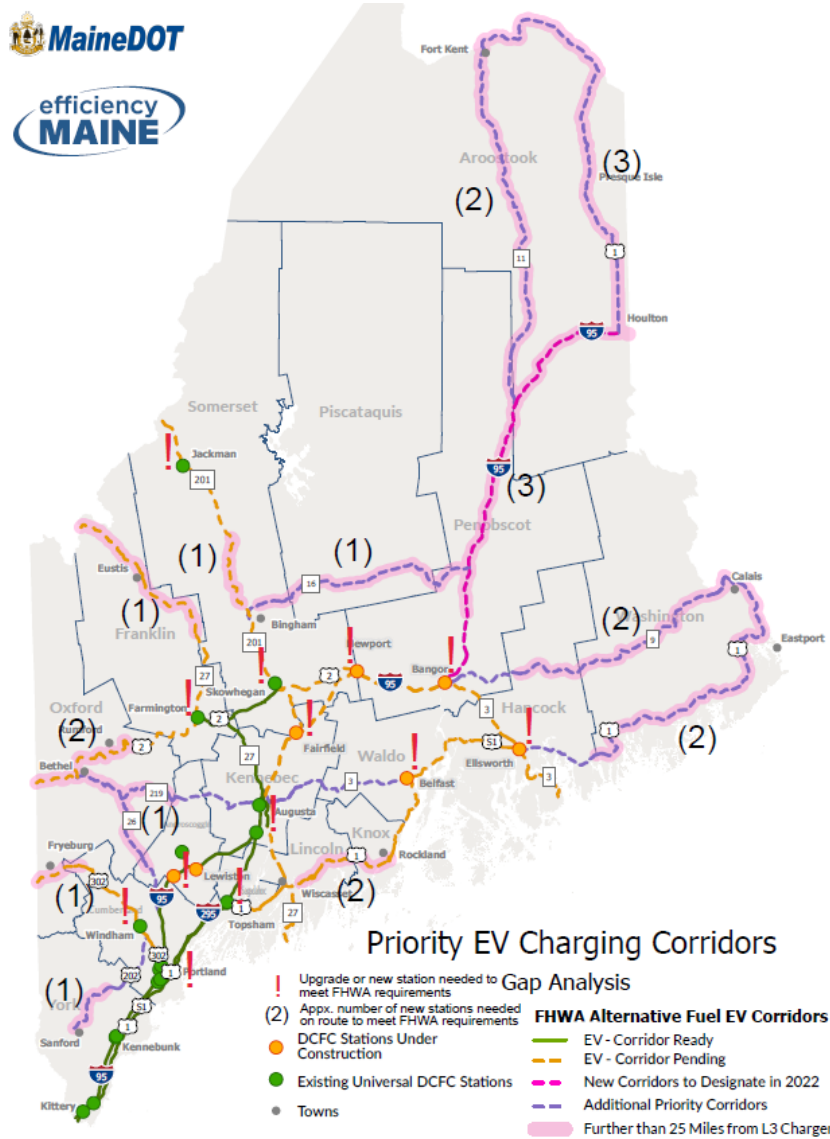 MaineDOT
efficiency
MAINE
Fort Kent
Aroostook
(3)
Presque Isle
(2)
11
1
Houlton
95
Somerset
Piscataquis
Jackman
201
95
(3)
Penobscot
(1)
(1)
Eustis
16
Calais
(1)
Franklin
Bingham
(2)
Washington
9
Eastport
201
Newport
1
27
Skowhegan
2
95
Bangor
Oxford
Farmington
2
3
Hancock
(2)
Rumford
2
Fairfield
Waldo
S1
1
(2)
Bethel
27
Ellsworth
Kennebec
3
3
219
Belfast
26
(1)
Augusta
Knox
Lincoln
Fryeburg
1
Rockland
302
Lewiston
(1)
95
Wiscasset
(2)
Cumberland
295
1
27
Windham
Topsham
302
202
1
Portland
(1)
York
S1
Sanford
1
Kennebunk
95
Kittery
Priority EV Charging Corridors
Gap Analysis
! Upgrade or new station needed to
meet FHWA requirements
(2) Appx. number of new stations needed
on route to meet FHWA requirements
DCFC Stations Under
Construction
Existing Universal DCFC Stations
Towns
FHWA Alternative Fuel EV Corridors
EV - Corridor Ready
EV - Corridor Pending
New Corridors to Designate in 2022
Additional Priority Corridors
Further than 25 Miles from L3 Charger